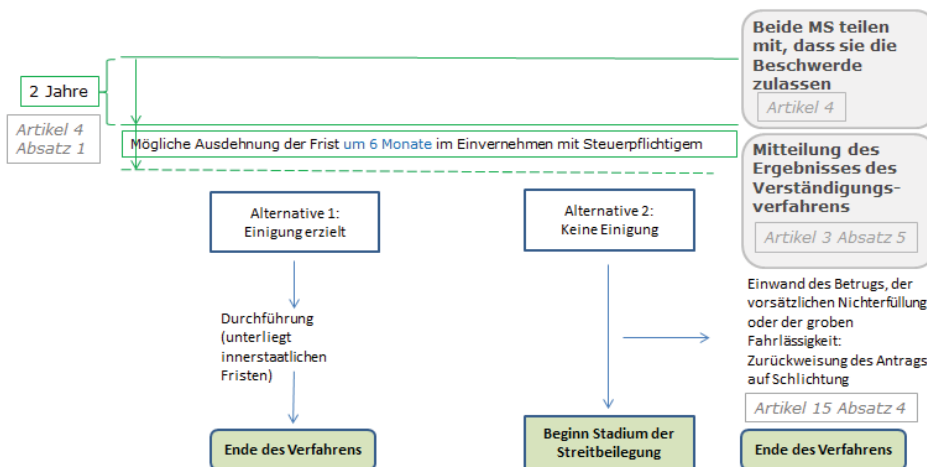 Beide MS teilen
mit, dass sie die
Beschwerde
zulassen
Artikel 4
2 Jahre
Artikel 4
Absatz 1
Mögliche Ausdehnung der Frist um 6 Monate im Einvernehmen mit Steuerpflichtigem
Mitteilung des
Ergebnisses des
Verständigungs-
verfahrens
Artikel 3 Absatz 5
Alternative 1:
Einigung erzielt
Alternative 2:
Keine Einigung
Durchführung
(unterliegt
innerstaatlichen
Fristen)
Einwand des Betrugs, der
vorsätzlichen Nichterfüllung
oder der groben
Fahrlässigkeit:
Zurückweisung des Antrags
auf Schlichtung
Artikel 15 Absatz 4
Ende des Verfahrens
Beginn Stadium der
Streitbeilegung
Ende des Verfahrens